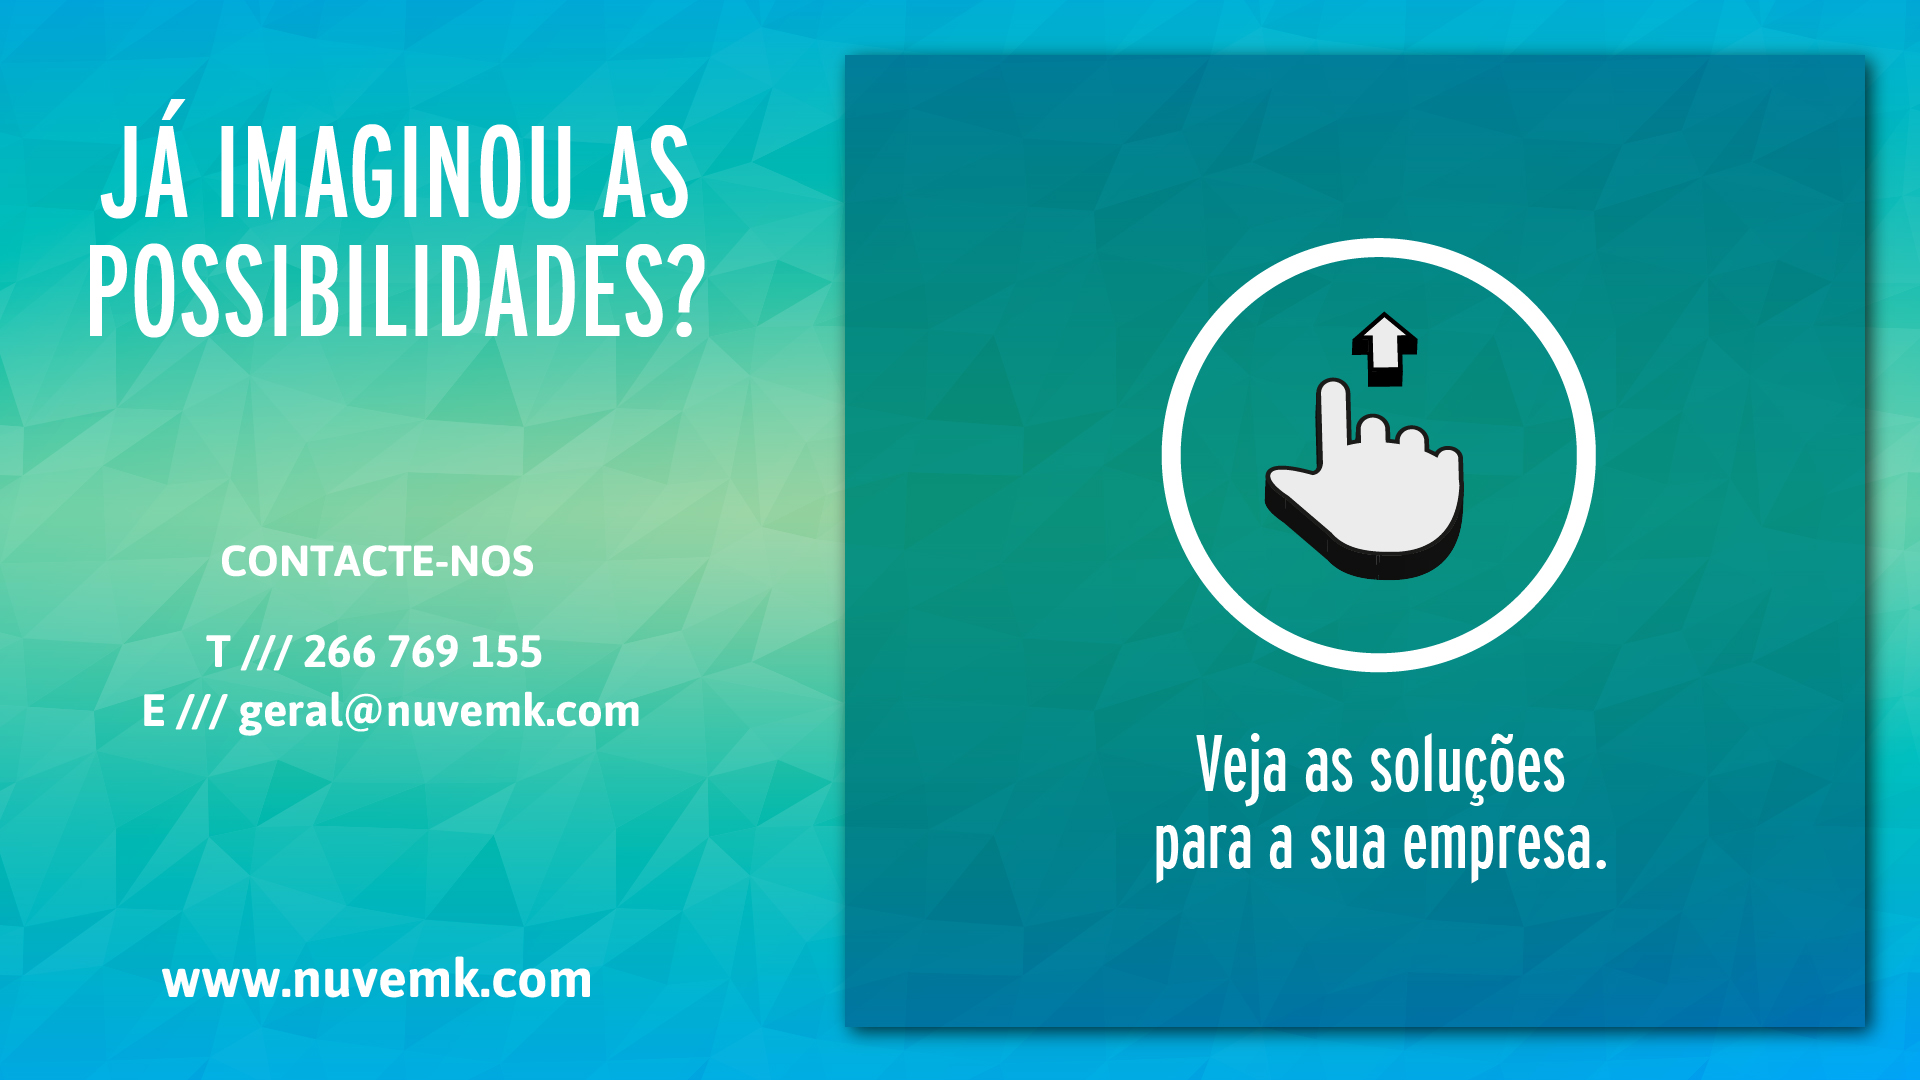 JÁ IMAGINOU AS
POSSIBILIDADES?
CONTACTE-NOS
T /// 266 769 155
E /// geral@nuvemk.com
www.nuvemk.com
Veja as soluções
para a sua empresa.